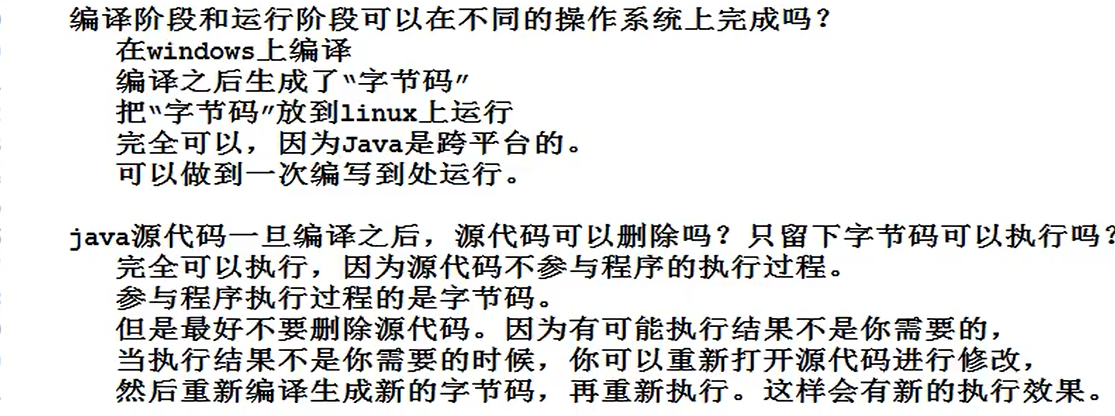 编译阶段和运行阶段可以在不同的操作系统上完成吗？
在windows上编译
编译之后生成了“字节码”
把“字节码”放到linux上运行
完全可以，因为Java是跨平台的。
可以做到一次编写到处运行。
java源代码一旦编译之后，源代码可以删除吗？只留下字节码可以执行吗？
完全可以执行，因为源代码不参与程序的执行过程。
参与程序执行过程的是字节码。
但是最好不要删除源代码。因为有可能执行结果不是你需要的，
当执行结果不是你需要的时候，你可以重新打开源代码进行修改，
然后重新编译生成新的字节码，再重新执行。这样会有新的执行效果。